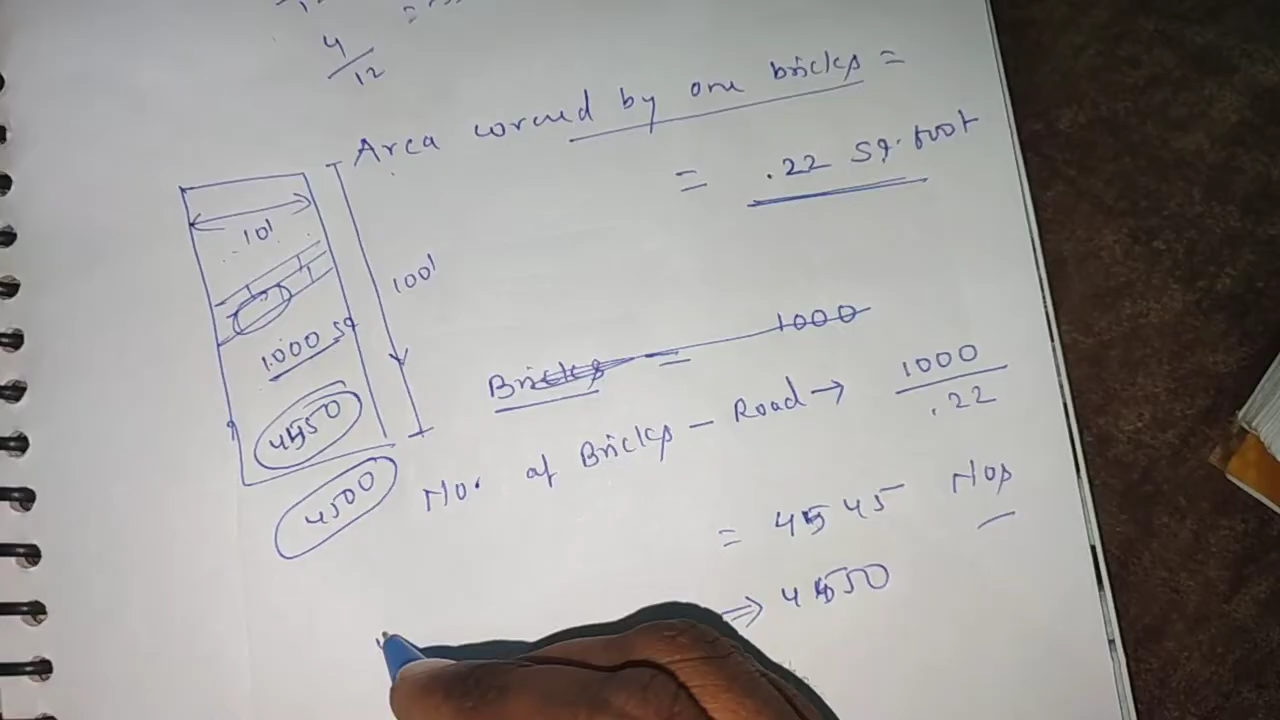 4
12
Area covered by one bricks =
= .22 Sq. foot
10'
100'
1000 sq
4550
4500
Bricks = 1000
No. of Bricks - Road → 1000
.22
= 4545 Nos
⇒ 4550